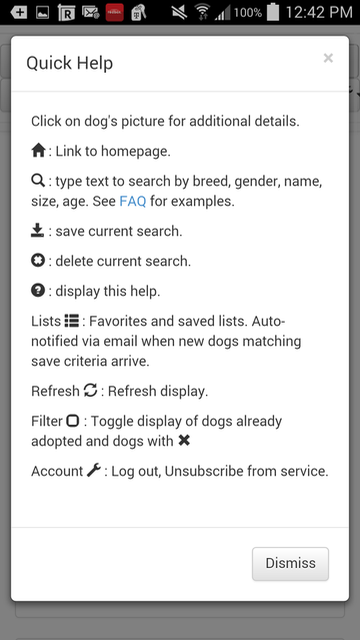 100% 12:42 PM
Quick Help ×
Click on dog's picture for additional details.
: Link to homepage.
: type text to search by breed, gender, name,
size, age. See FAQ for examples.
: save current search.
: delete current search.
: display this help.
Lists : Favorites and saved lists. Auto-
notified via email when new dogs matching
save criteria arrive.
Refresh : Refresh display.
Filter : Toggle display of dogs already
adopted and dogs with ✖
Account : Log out, Unsubscribe from service.
Dismiss